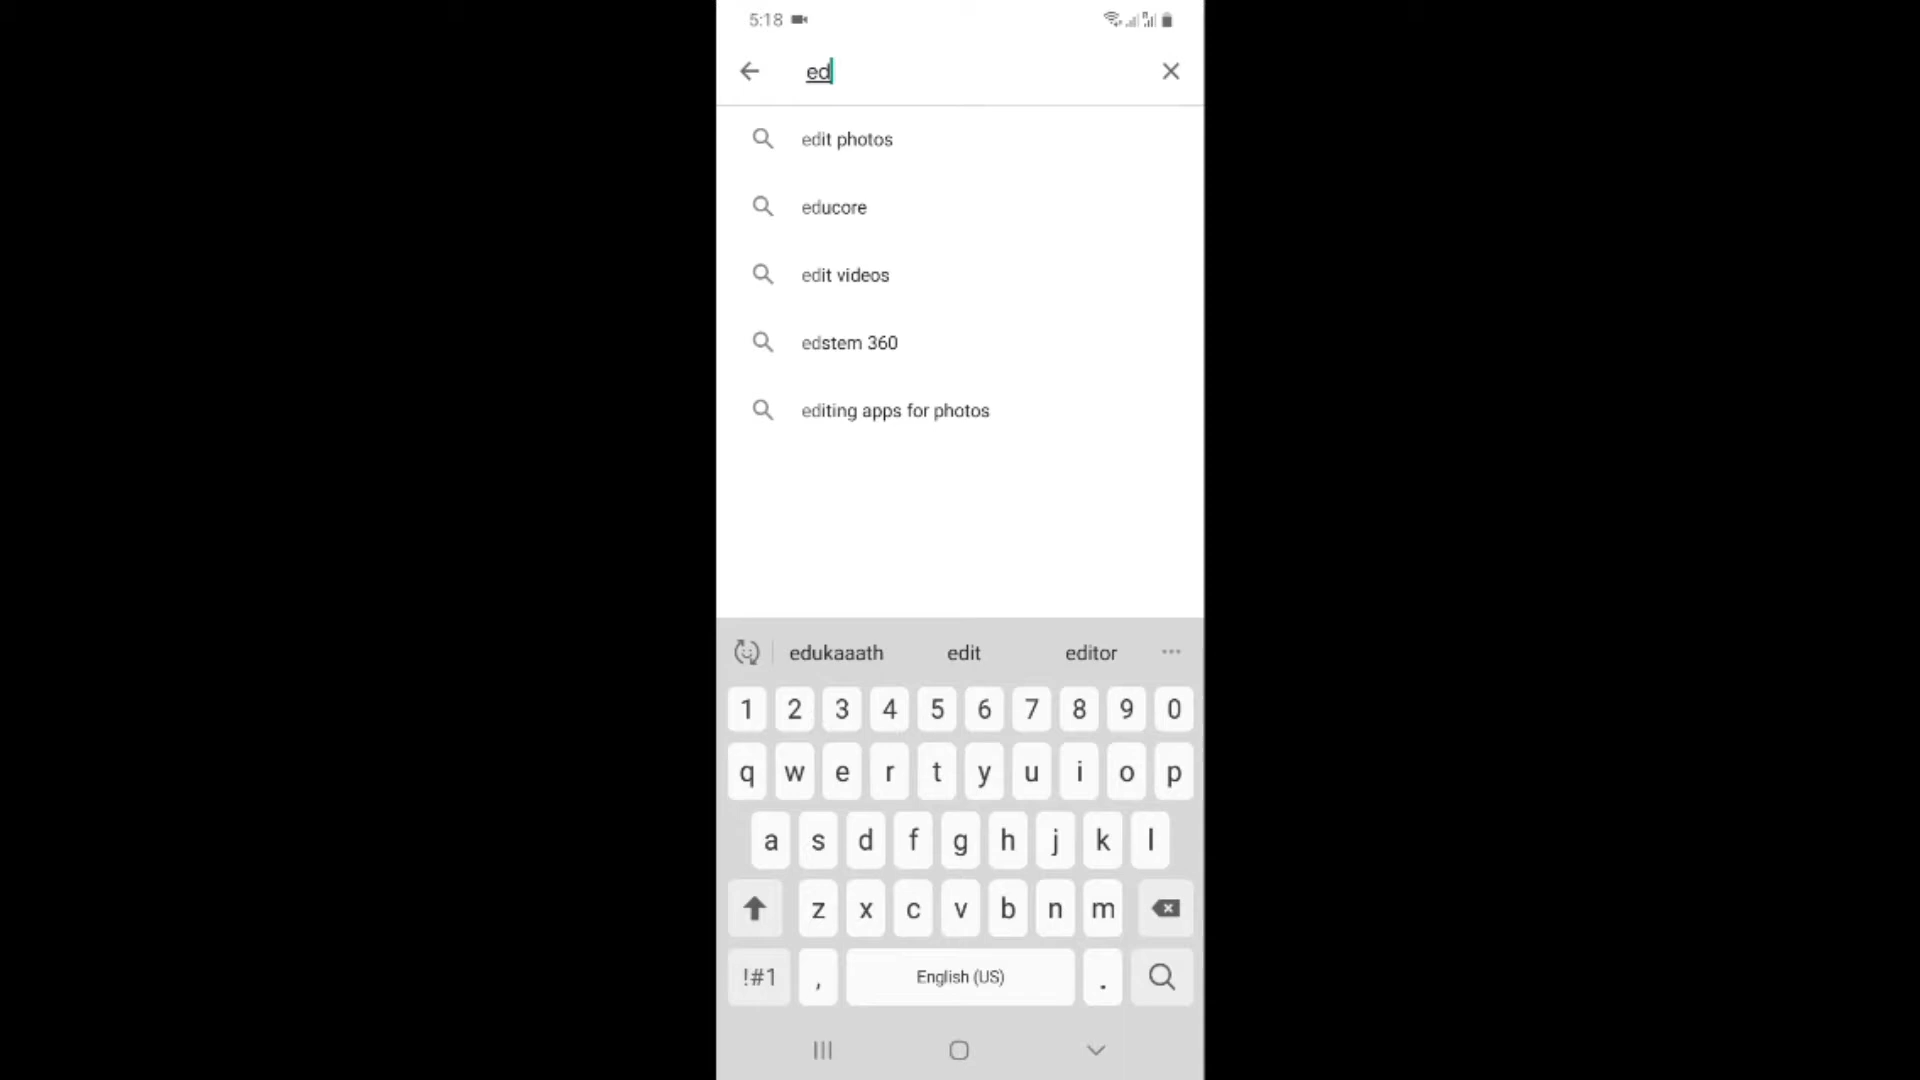 5:18
ed
edit photos
educore
edit videos
edstem 360
editing apps for photos
edukaaath edit editor
1 2 3 4 5 6 7 8 9 0
q w e r t y u i o p
a s d f g h j k l
z x c v b n m
!#1 , English (US) .